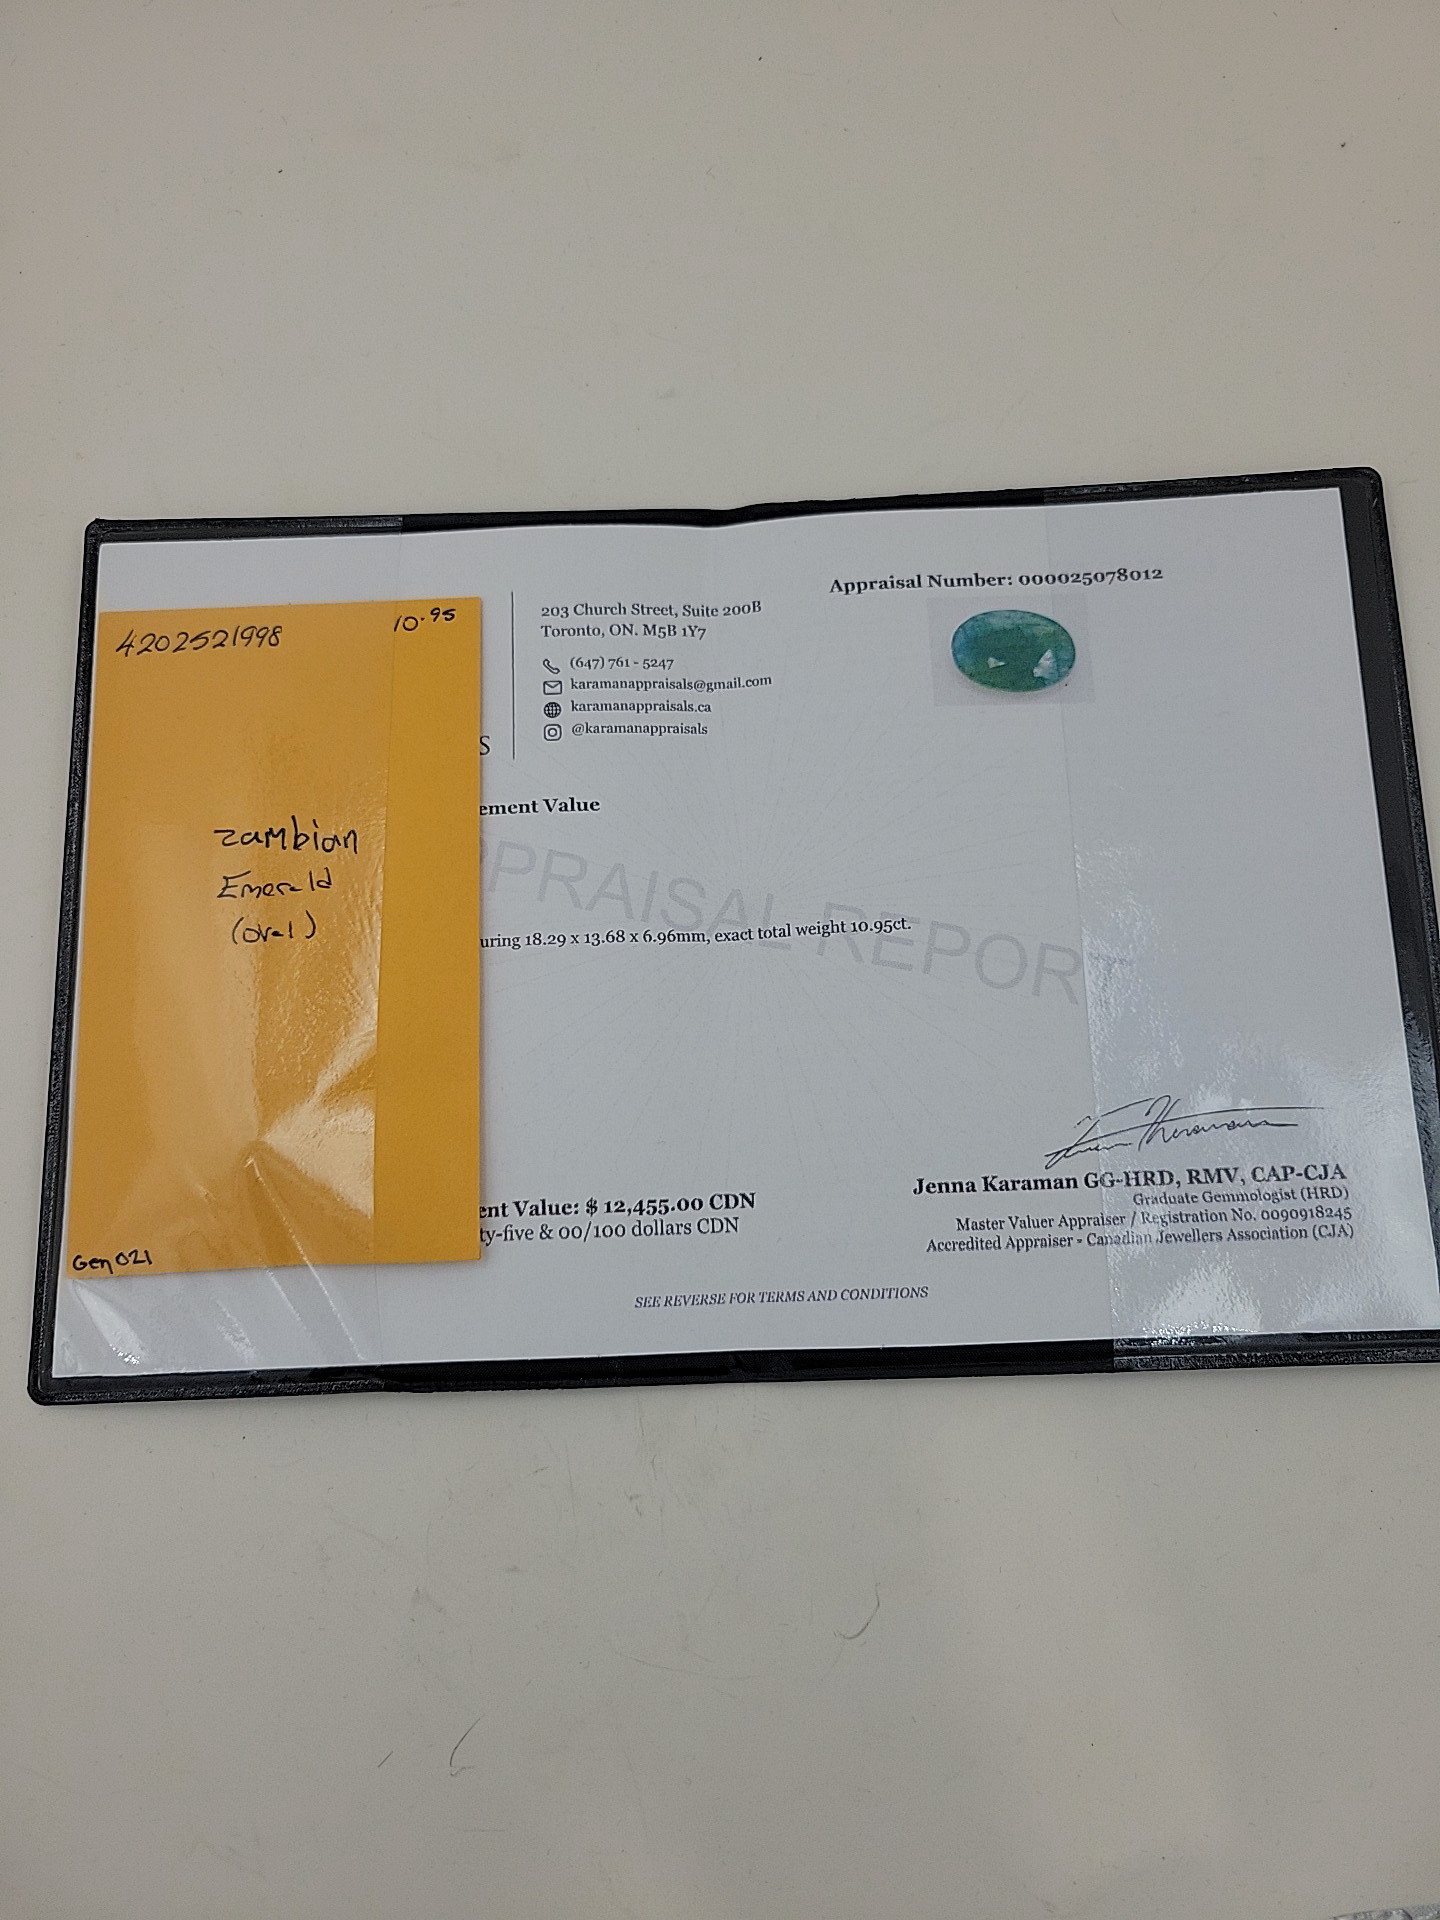 Appraisal Number: 000025078012
4202521998
10.95
203 Church Street, Suite 200B
Toronto, ON. M5B 1Y7
(647) 761 - 5247
karamanappraisals@gmail.com
karamanappraisals.ca
@karamanappraisals
S
ement Value
zambian
Emerald
(oval)
APPRAISAL REPORT
uring 18.29 x 13.68 x 6.96mm, exact total weight 10.95ct.
ent Value: $ 12,455.00 CDN
ty-five & 00/100 dollars CDN
Jenna Karaman GG-HRD, RMV, CAP-CJA
Graduate Gemmologist (HRD)
Master Valuer Appraiser / Registration No. 0090918245
Accredited Appraiser - Canadian Jewellers Association (CJA)
Gen021
SEE REVERSE FOR TERMS AND CONDITIONS